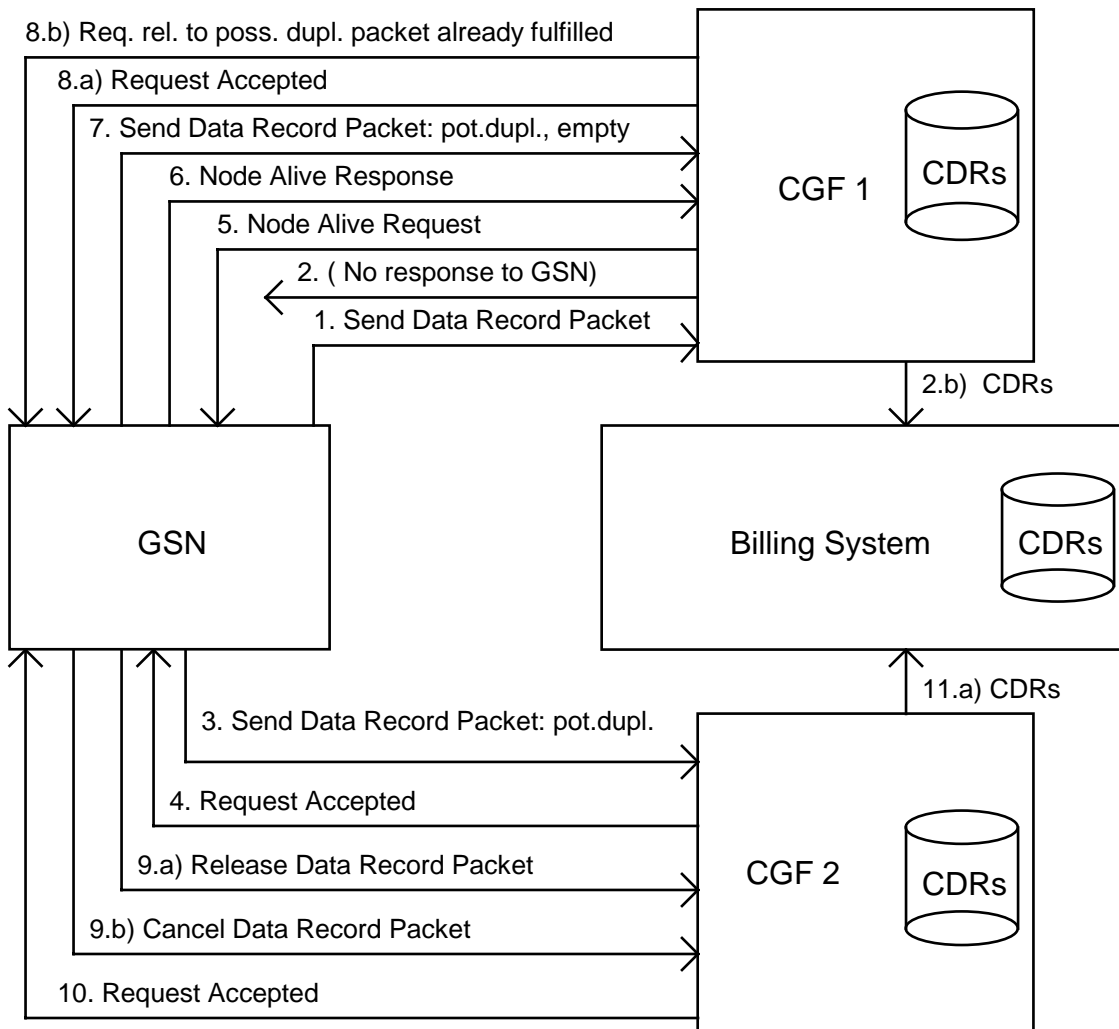 8.b) Req. rel. to poss. dupl. packet already fulfilled
8.a) Request Accepted
7. Send Data Record Packet: pot.dupl., empty
6. Node Alive Response
5. Node Alive Request
2. ( No response to GSN)
1. Send Data Record Packet
CGF 1
CDRs
2.b) CDRs
GSN
Billing System
CDRs
11.a) CDRs
3. Send Data Record Packet: pot.dupl.
4. Request Accepted
9.a) Release Data Record Packet
9.b) Cancel Data Record Packet
10. Request Accepted
CGF 2
CDRs